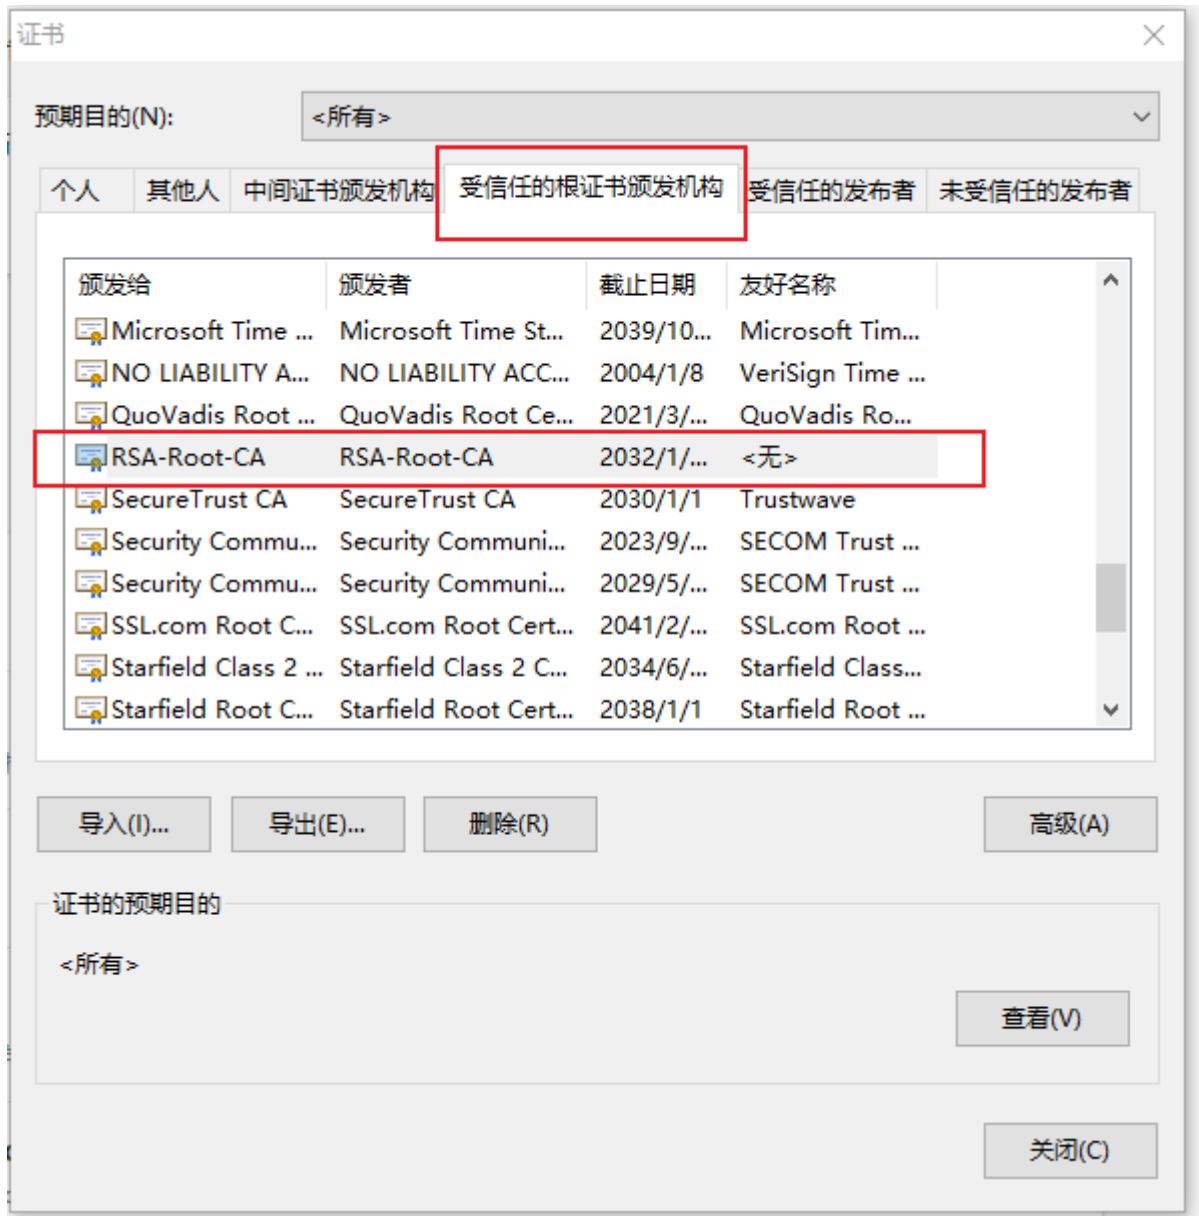 证书
预期目的(N): <所有>
个人 其他人 中间证书颁发机构 受信任的根证书颁发机构 受信任的发布者 未受信任的发布者
颁发给 颁发者 截止日期 友好名称
Microsoft Time ... Microsoft Time St... 2039/10... Microsoft Tim...
NO LIABILITY A... NO LIABILITY ACC... 2004/1/8 VeriSign Time ...
QuoVadis Root ... QuoVadis Root Ce... 2021/3/... QuoVadis Ro...
RSA-Root-CA RSA-Root-CA 2032/1/... <无>
SecureTrust CA SecureTrust CA 2030/1/1 Trustwave
Security Commu... Security Communi... 2023/9/... SECOM Trust ...
Security Commu... Security Communi... 2029/5/... SECOM Trust ...
SSL.com Root C... SSL.com Root Cert... 2041/2/... SSL.com Root ...
Starfield Class 2 ... Starfield Class 2 C... 2034/6/... Starfield Class...
Starfield Root C... Starfield Root Cert... 2038/1/1 Starfield Root ...
导入(I)... 导出(E)... 删除(R) 高级(A)
证书的预期目的
<所有>
查看(V)
关闭(C)